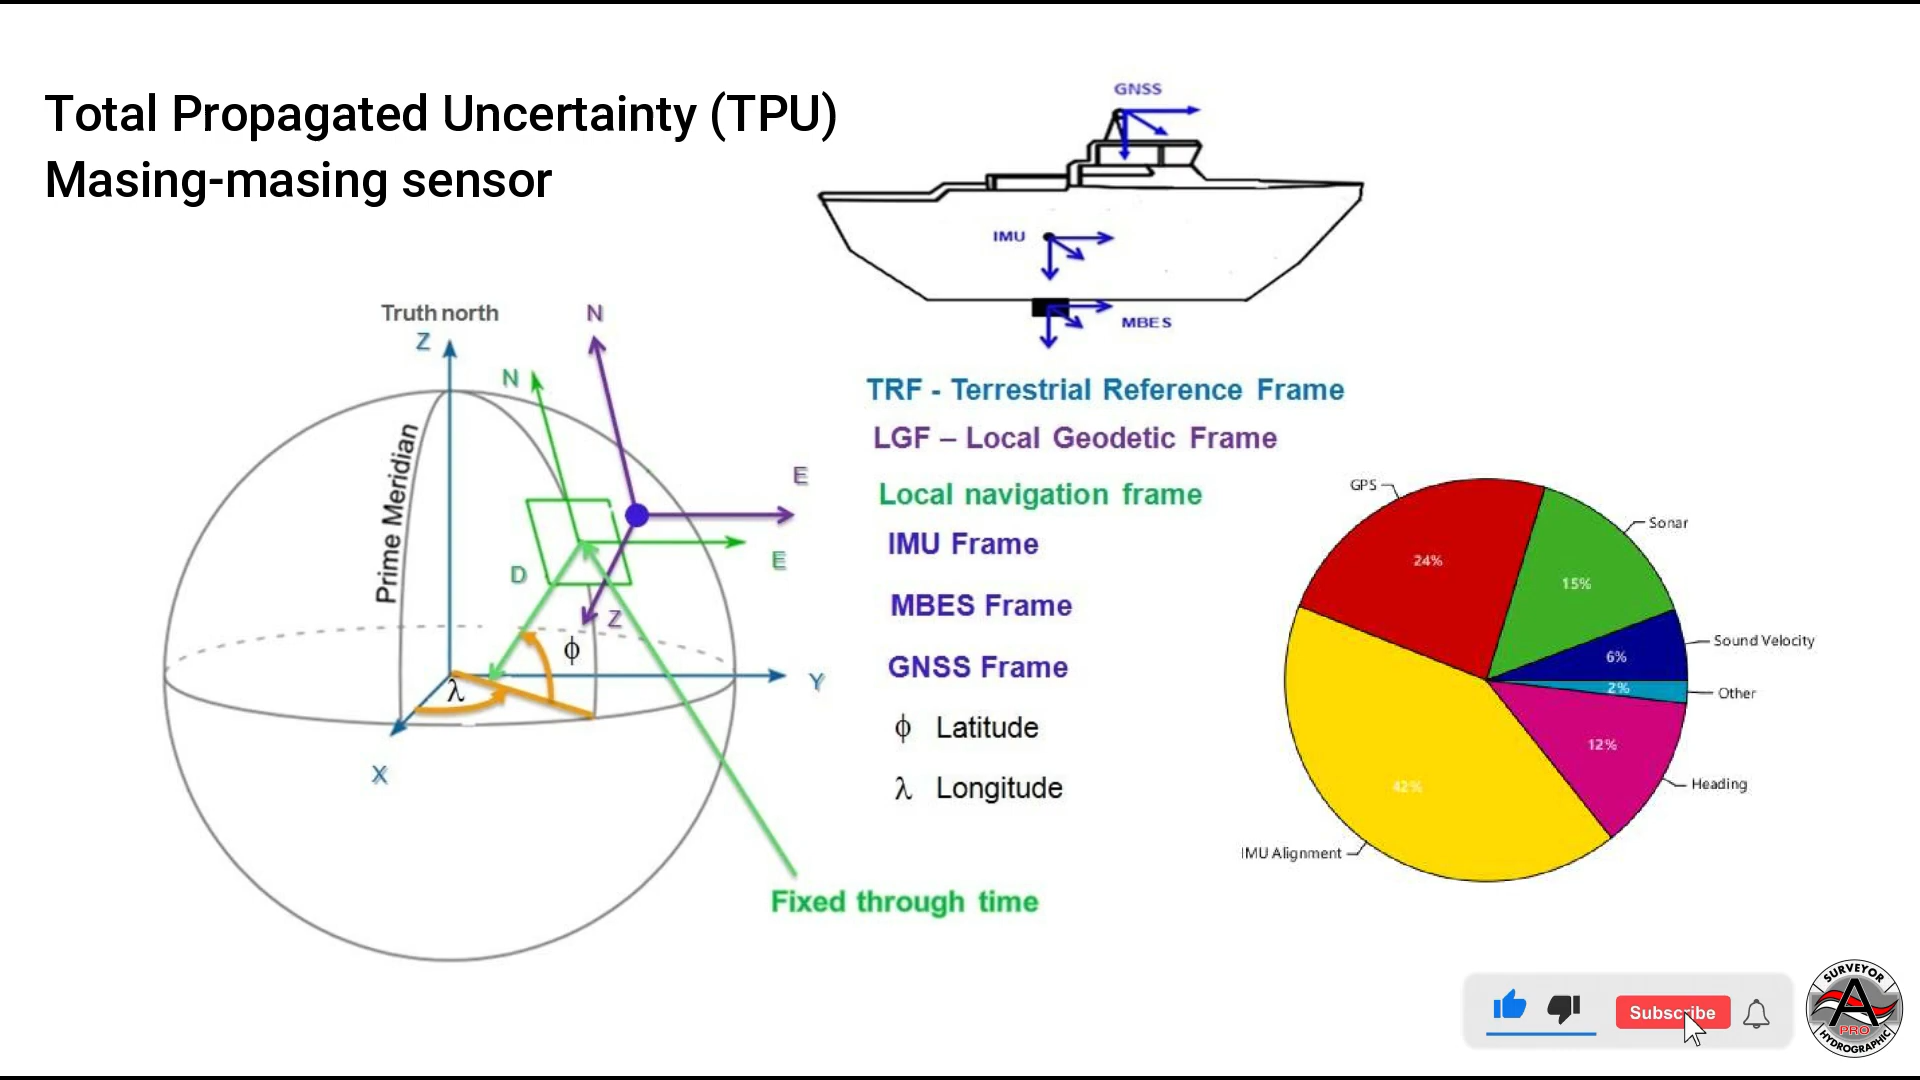 Total Propagated Uncertainty (TPU)
Masing-masing sensor
GNSS
IMU
MBES
Truth north
Z
N
N
E
E
D
Z
Prime Meridian
ϕ
λ
Y
X
Fixed through time
TRF - Terrestrial Reference Frame
LGF – Local Geodetic Frame
Local navigation frame
IMU Frame
MBES Frame
GNSS Frame
ϕ Latitude
λ Longitude
GPS
24%
Sonar
15%
Sound Velocity
6%
Other
2%
Heading
12%
IMU Alignment
42%
Subscribe
SURVEYOR
A
PRO
HYDROGRAPHIC